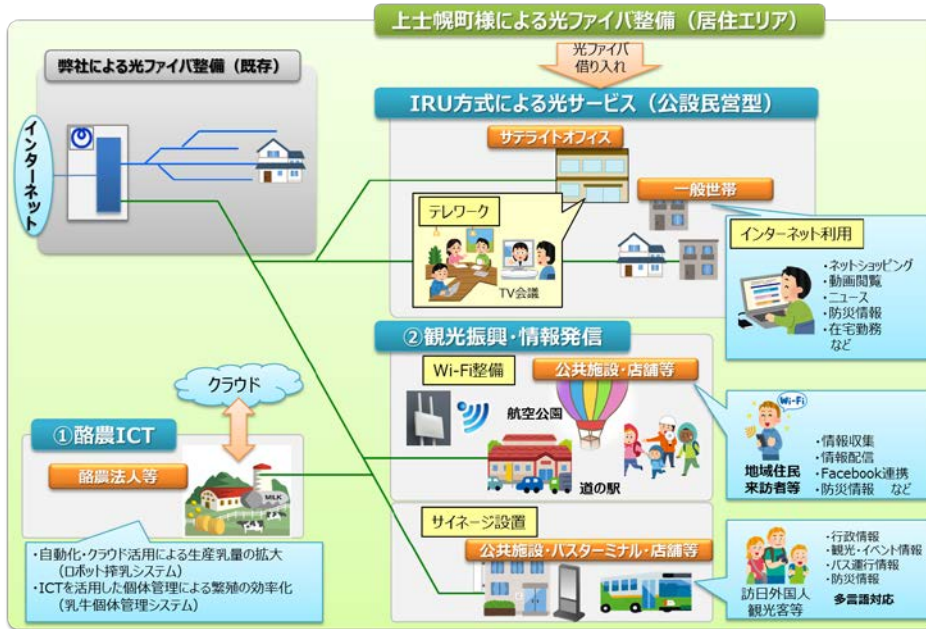 上士幌町様による光ファイバ整備（居住エリア）
光ファイバ
借り入れ
弊社による光ファイバ整備（既存）
インターネット
IRU方式による光サービス（公設民営型）
サテライトオフィス
一般世帯
テレワーク
TV会議
インターネット利用
・ネットショッピング
・動画閲覧
・ニュース
・防災情報
・在宅勤務
など
②観光振興・情報発信
Wi-Fi整備
公共施設・店舗等
航空公園
道の駅
Wi-Fi
地域住民
来訪者等
・情報収集
・情報配信
・Facebook連携
・防災情報　など
クラウド
①酪農ICT
酪農法人等
MILK
・自動化・クラウド活用による生産乳量の拡大
（ロボット搾乳システム）
・ICTを活用した個体管理による繁殖の効率化
（乳牛個体管理システム）
サイネージ設置
公共施設・バスターミナル・店舗等
訪日外国人
観光客等
・行政情報
・観光・イベント情報
・バス運行情報
・防災情報
多言語対応